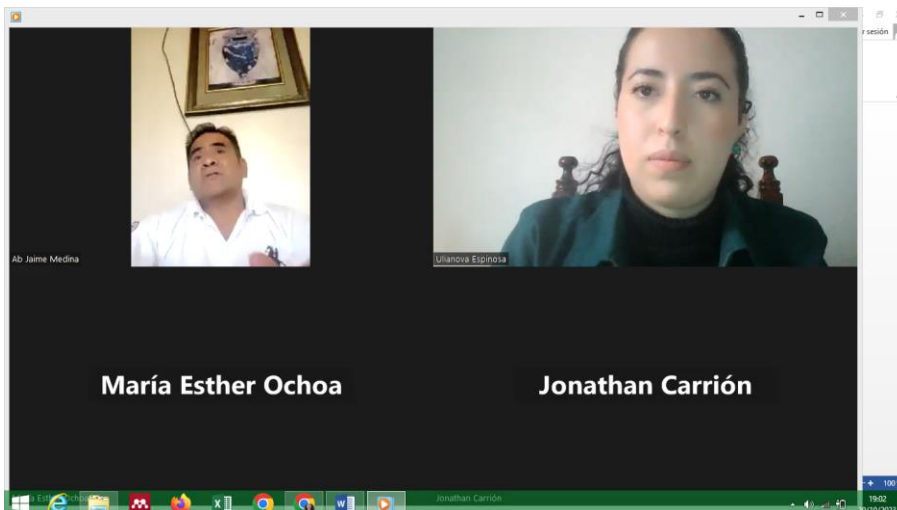 r sesión
Ab Jaime Medina
Ulianova Espinosa
María Esther Ochoa
Jonathan Carrión
Jonathan Carrión
100
19:02